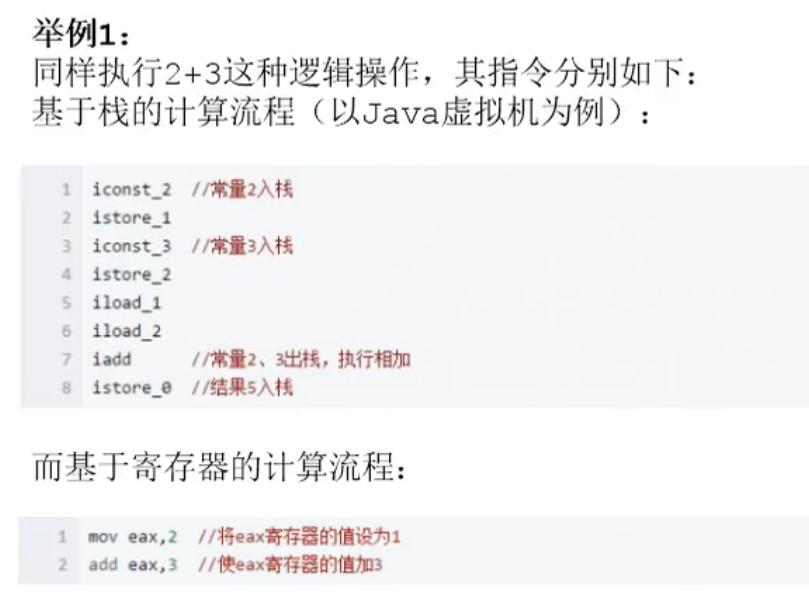 举例1：
同样执行2+3这种逻辑操作，其指令分别如下：
基于栈的计算流程（以Java虚拟机为例）：
1 iconst_2 //常量2入栈
2 istore_1
3 iconst_3 //常量3入栈
4 istore_2
5 iload_1
6 iload_2
7 iadd //常量2、3出栈，执行相加
8 istore_0 //结果5入栈
而基于寄存器的计算流程：
1 mov eax,2 //将eax寄存器的值设为1
2 add eax,3 //使eax寄存器的值加3